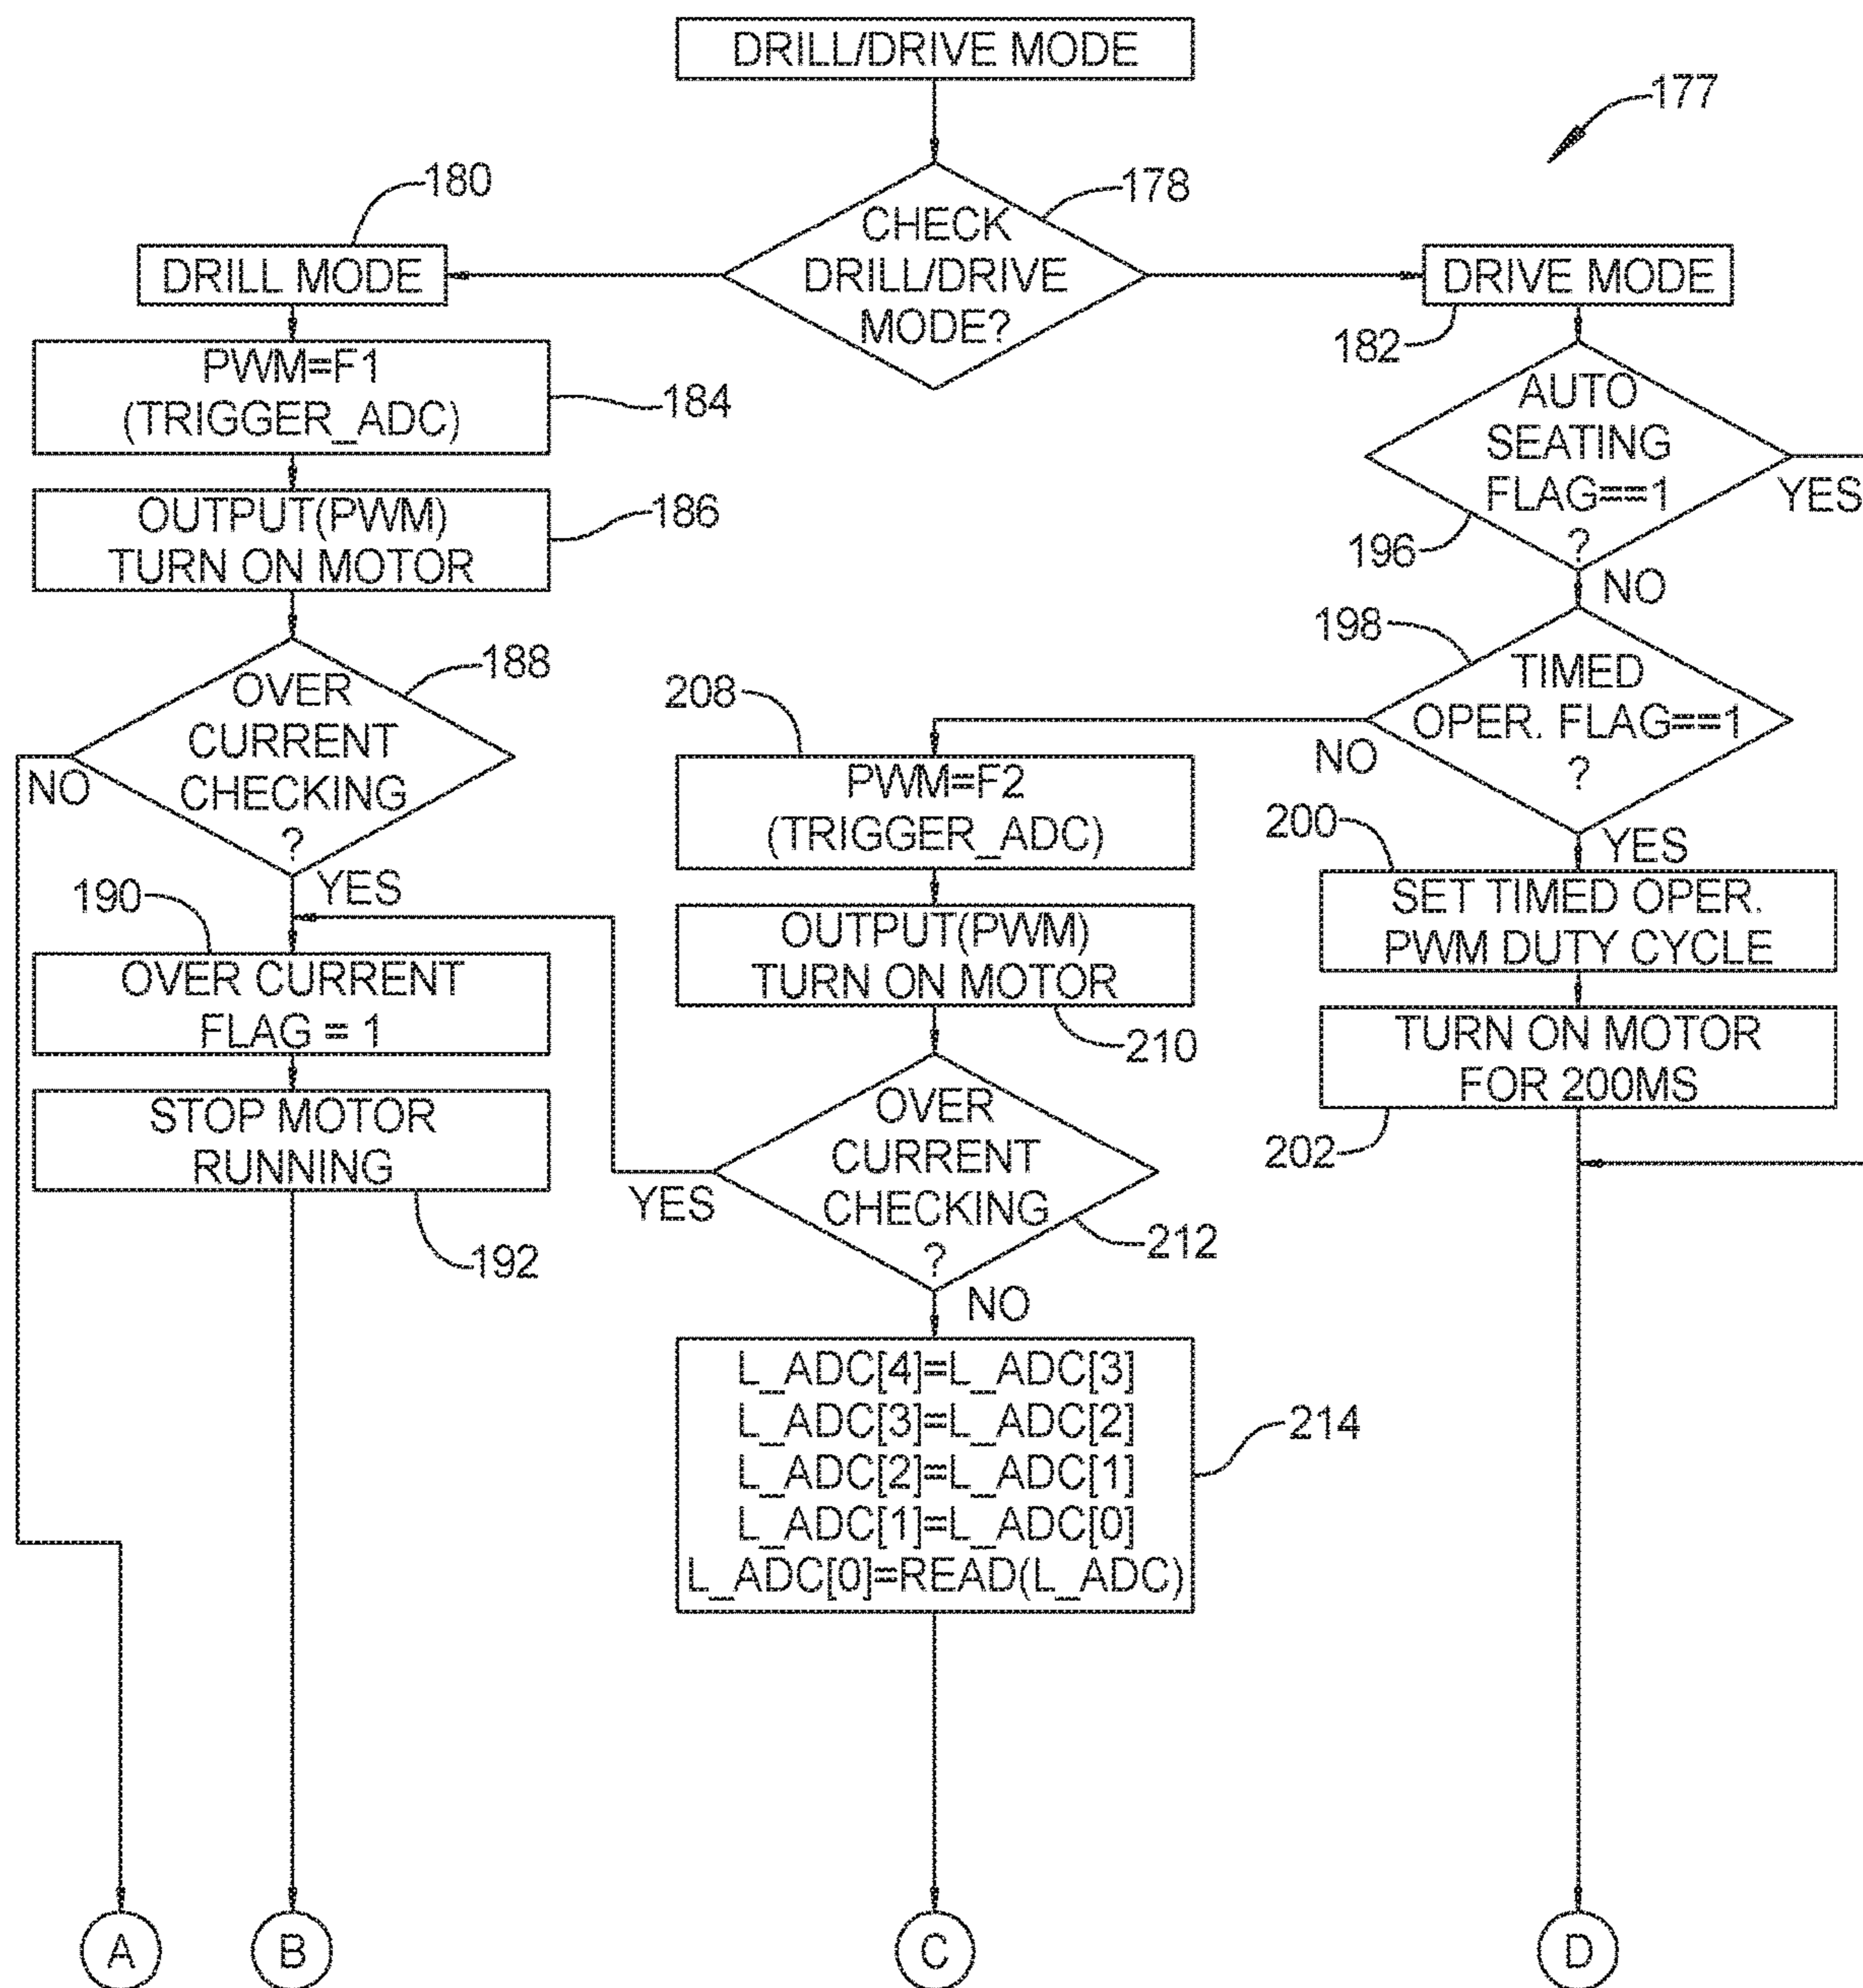 DRILL/DRIVE MODE
177
178
CHECK
DRILL/DRIVE
MODE?
180
DRILL MODE
PWM=F1
(TRIGGER_ADC)
184
OUTPUT(PWM)
TURN ON MOTOR
186
OVER
CURRENT
CHECKING
?
188
NO
YES
190
OVER CURRENT
FLAG = 1
STOP MOTOR
RUNNING
192
DRIVE MODE
182
AUTO
SEATING
FLAG==1
?
YES
196
NO
198
TIMED
OPER. FLAG==1
?
NO
YES
200
SET TIMED OPER.
PWM DUTY CYCLE
TURN ON MOTOR
FOR 200MS
202
208
PWM=F2
(TRIGGER_ADC)
OUTPUT(PWM)
TURN ON MOTOR
210
OVER
CURRENT
CHECKING
?
YES
212
NO
L_ADC[4]=L_ADC[3]
L_ADC[3]=L_ADC[2]
L_ADC[2]=L_ADC[1]
L_ADC[1]=L_ADC[0]
L_ADC[0]=READ(L_ADC)
214
A
B
C
D